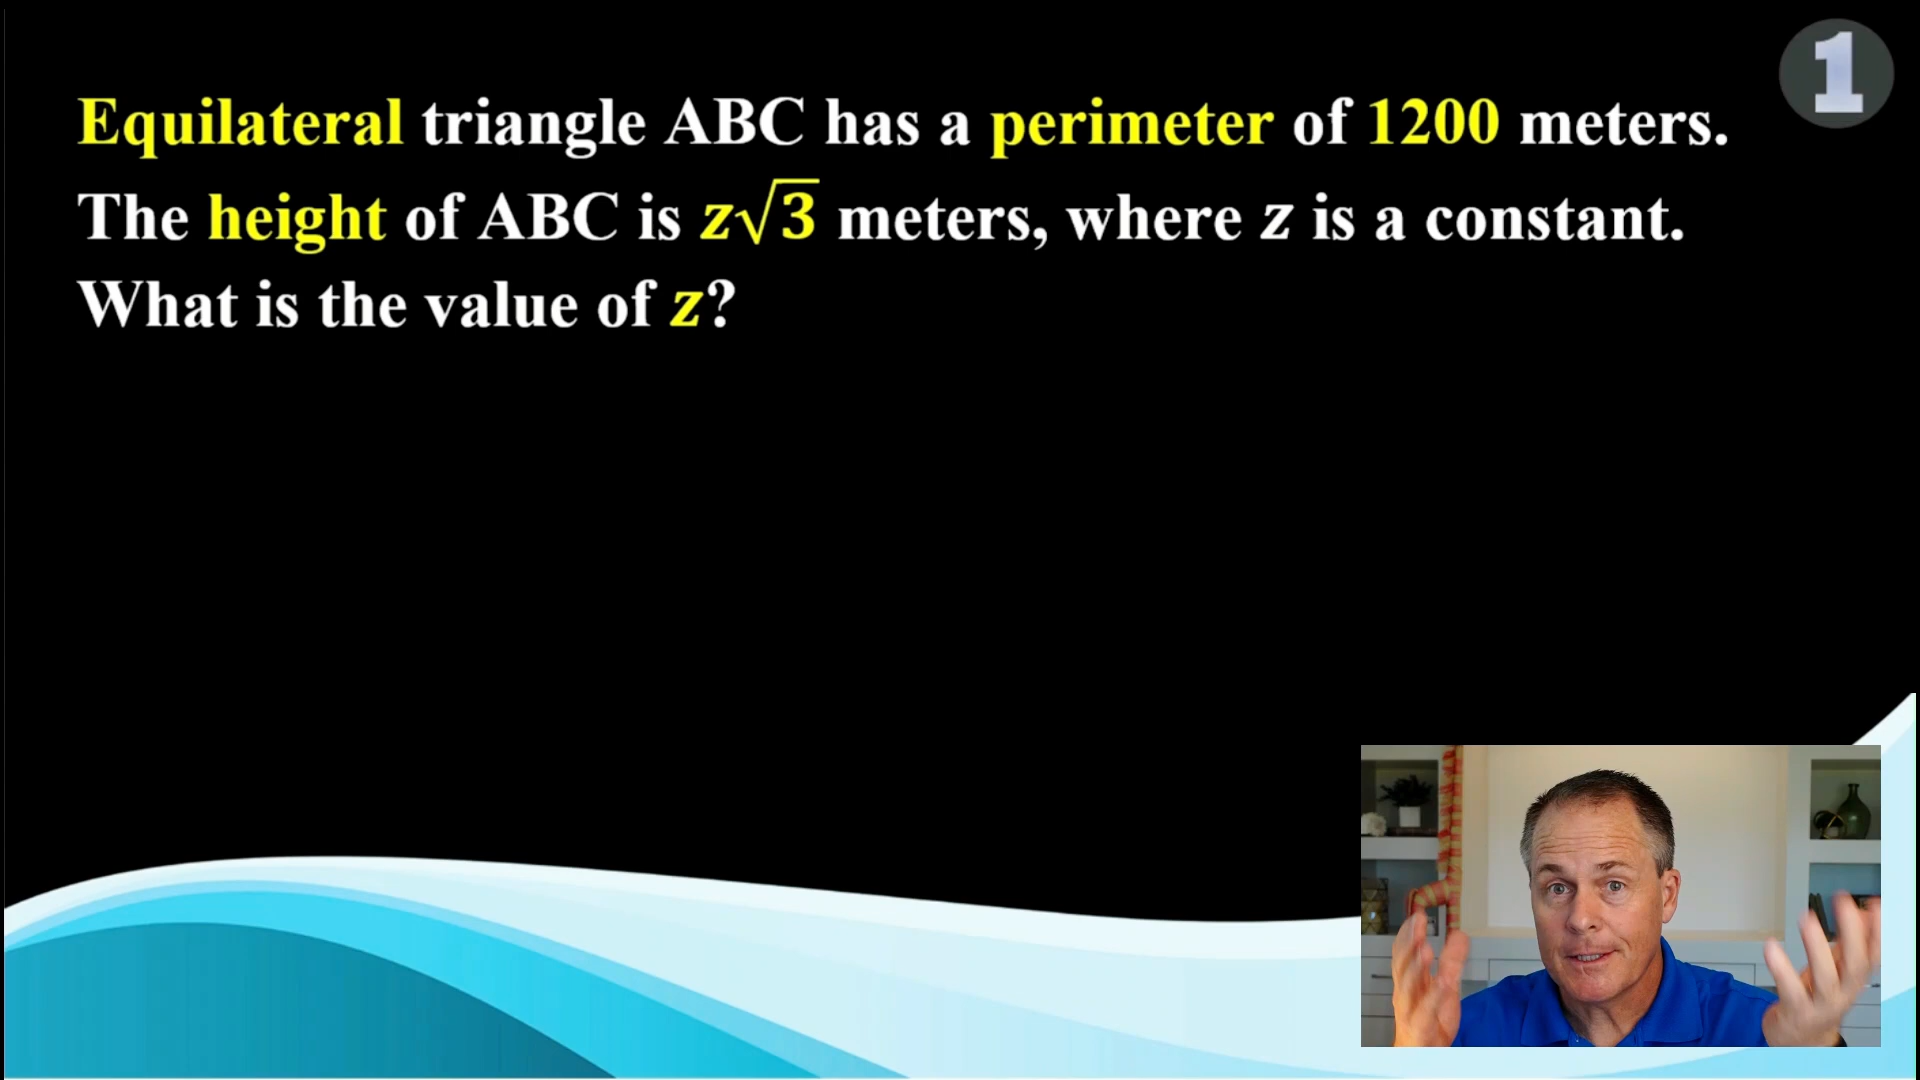 1
Equilateral triangle ABC has a perimeter of 1200 meters.
The height of ABC is z√3 meters, where z is a constant.
What is the value of z?